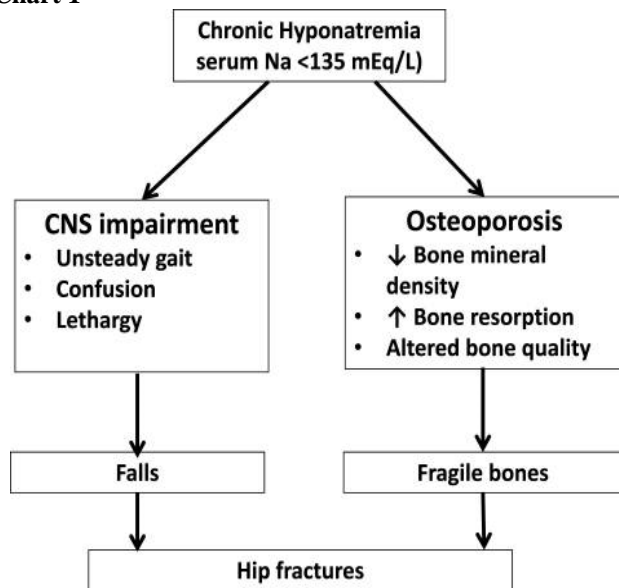 Chart 1
Chronic Hyponatremia
serum Na <135 mEq/L)
CNS impairment
• Unsteady gait
• Confusion
• Lethargy
Osteoporosis
• ↓ Bone mineral
density
• ↑ Bone resorption
• Altered bone quality
Falls
Fragile bones
Hip fractures